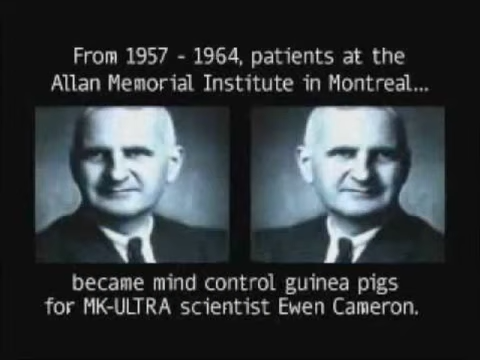 From 1957 - 1964, patients at the
Allan Memorial Institute in Montreal...
became mind control guinea pigs
for MK-ULTRA scientist Ewen Cameron.